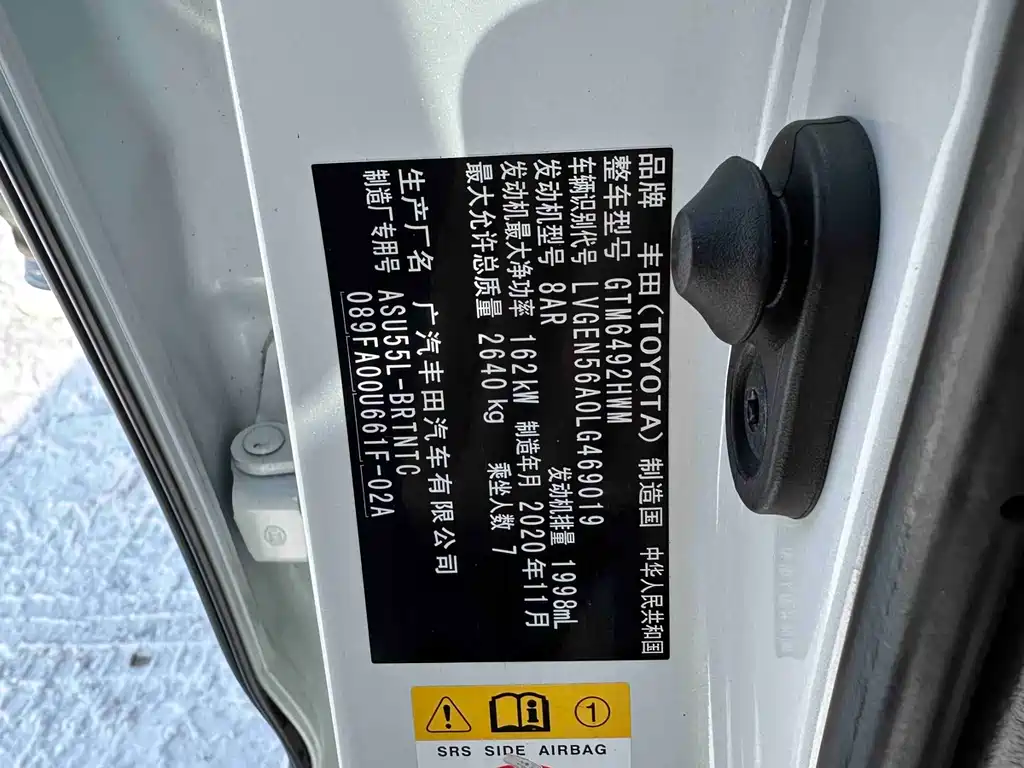 品牌 丰田(TOYOTA) 制造国 中华人民共和国
整车型号 GTM6492HWM
车辆识别代号 LVGEN56A0LG469019
发动机型号 8AR 发动机排量 1998mL
发动机最大净功率 162kW 制造年月 2020年11月
最大允许总质量 2640kg 乘坐人数 7
生产厂名 广汽丰田汽车有限公司
制造厂专用号 ASU55L-BRTNTC
089FA00U661F-02A
1
SRS SIDE AIRBAG